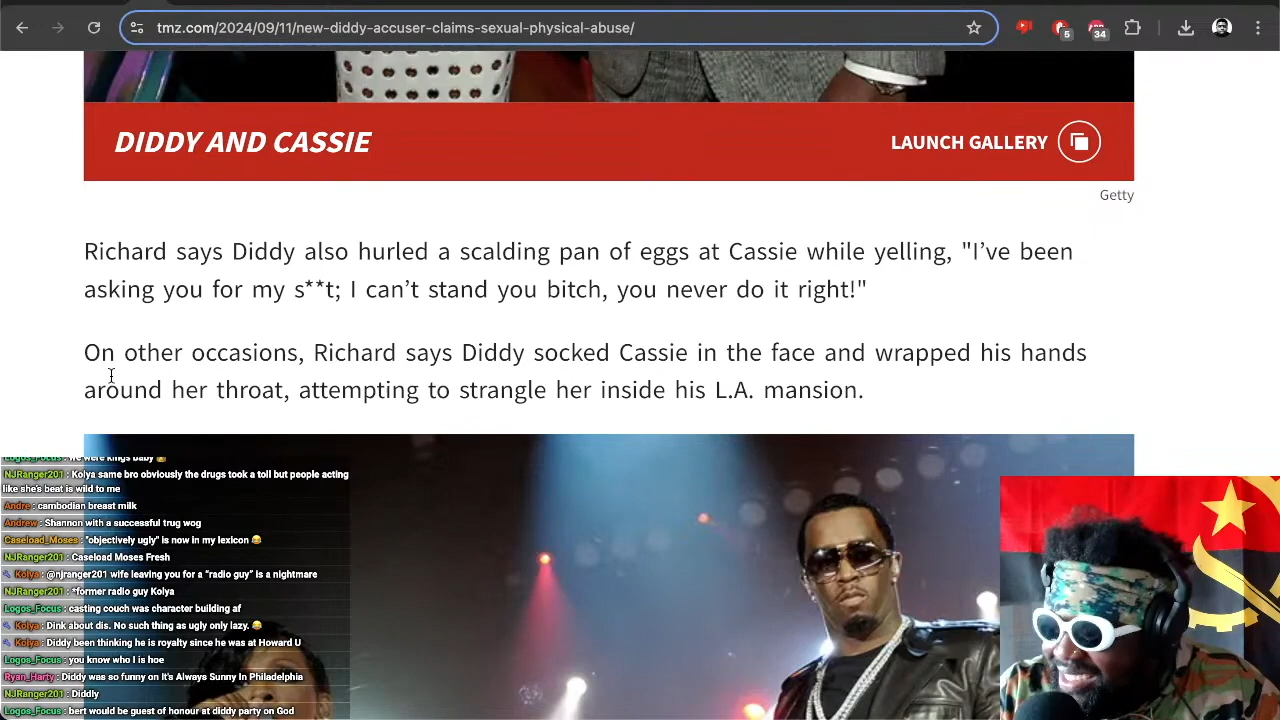 tmz.com/2024/09/11/new-diddy-accuser-claims-sexual-physical-abuse/
5
34
DIDDY AND CASSIE
LAUNCH GALLERY
Getty
Richard says Diddy also hurled a scalding pan of eggs at Cassie while yelling, "I’ve been
asking you for my s**t; I can’t stand you bitch, you never do it right!"
On other occasions, Richard says Diddy socked Cassie in the face and wrapped his hands
around her throat, attempting to strangle her inside his L.A. mansion.
Logos_Focus : we were kings baby
NJRanger201 : Kolya same bro obviously the drugs took a toll but people acting
like she's beat is wild to me
Andre : cambodian breast milk
Andrew : Shannon with a successful trug wog
Caseload_Moses : "objectively ugly" is now in my lexicon 😂
NJRanger201 : Caseload Moses Fresh
Kolya : @njranger201 wife leaving you for a “radio guy” is a nightmare
NJRanger201 : *former radio guy Kolya
Logos_Focus : casting couch was character building af
Kolya : Dink about dis. No such thing as ugly only lazy. 😂
Kolya : Diddy been thinking he is royalty since he was at Howard U
Logos_Focus : you know who I is hoe
Ryan_Harty : Diddy was so funny on It's Always Sunny In Philadelphia
NJRanger201 : Diddly
Logos_Focus : bert would be guest of honour at diddy party on God